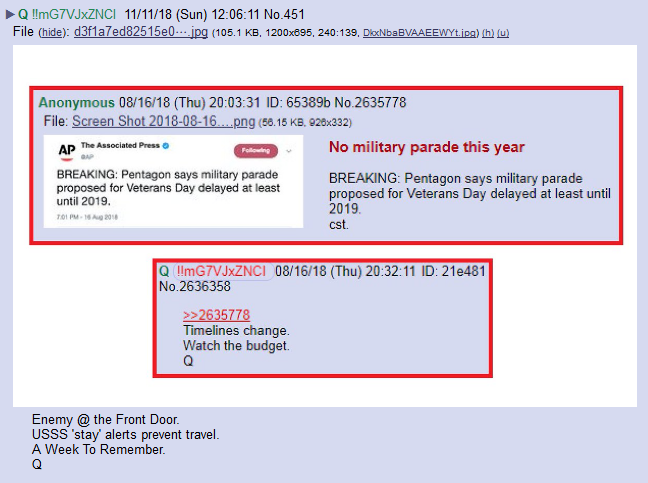 Q !!mG7VJxZNCI 11/11/18 (Sun) 12:06:11 No.451
File (hide): d3f1a7ed82515e0⋯.jpg (105.1 KB, 1200x695, 240:139, DkxNbaBVAAEEWYt.jpg) (h) (u)
Anonymous 08/16/18 (Thu) 20:03:31 ID: 65389b No.2635778
File: Screen Shot 2018-08-16….png (56.15 KB, 926x332)
AP The Associated Press
@AP
Following
BREAKING: Pentagon says military parade
proposed for Veterans Day delayed at least
until 2019.
7:01 PM - 16 Aug 2018
No military parade this year
BREAKING: Pentagon says military parade
proposed for Veterans Day delayed at least until
2019.
cst.
Q !!mG7VJxZNCI 08/16/18 (Thu) 20:32:11 ID: 21e481
No.2636358
>>2635778
Timelines change.
Watch the budget.
Q
Enemy @ the Front Door.
USSS 'stay' alerts prevent travel.
A Week To Remember.
Q